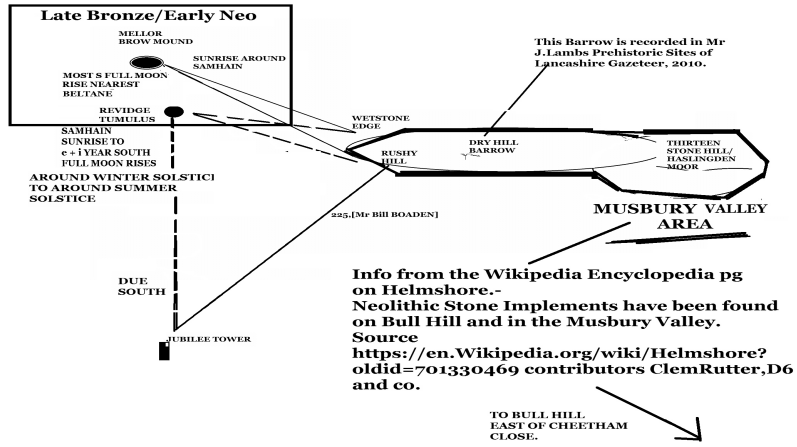 Late Bronze/Early Neo
MELLOR
BROW MOUND
SUNRISE AROUND
SAMHAIN
MOST S FULL MOON
RISE NEAREST
BELTANE
REVIDGE
TUMULUS
SAMHAIN
SUNRISE TO
e + i YEAR SOUTH
FULL MOON RISES
AROUND WINTER SOLSTICI
TO AROUND SUMMER
SOLSTICE
This Barrow is recorded in Mr
J.Lambs Prehistoric Sites of
Lancashire Gazeteer, 2010.
WETSTONE
EDGE
RUSHY
HILL
DRY HILL
BARROW
THIRTEEN
STONE HILL/
HASLINGDEN
MOOR
MUSBURY VALLEY
AREA
225,[Mr Bill BOADEN]
DUE
SOUTH
JUBILEE TOWER
Info from the Wikipedia Encyclopedia pg
on Helmshore.-
Neolithic Stone Implements have been found
on Bull Hill and in the Musbury Valley.
Source
https://en.Wikipedia.org/wiki/Helmshore?
oldid=701330469 contributors ClemRutter,D6
and co.
TO BULL HILL
EAST OF CHEETHAM
CLOSE.